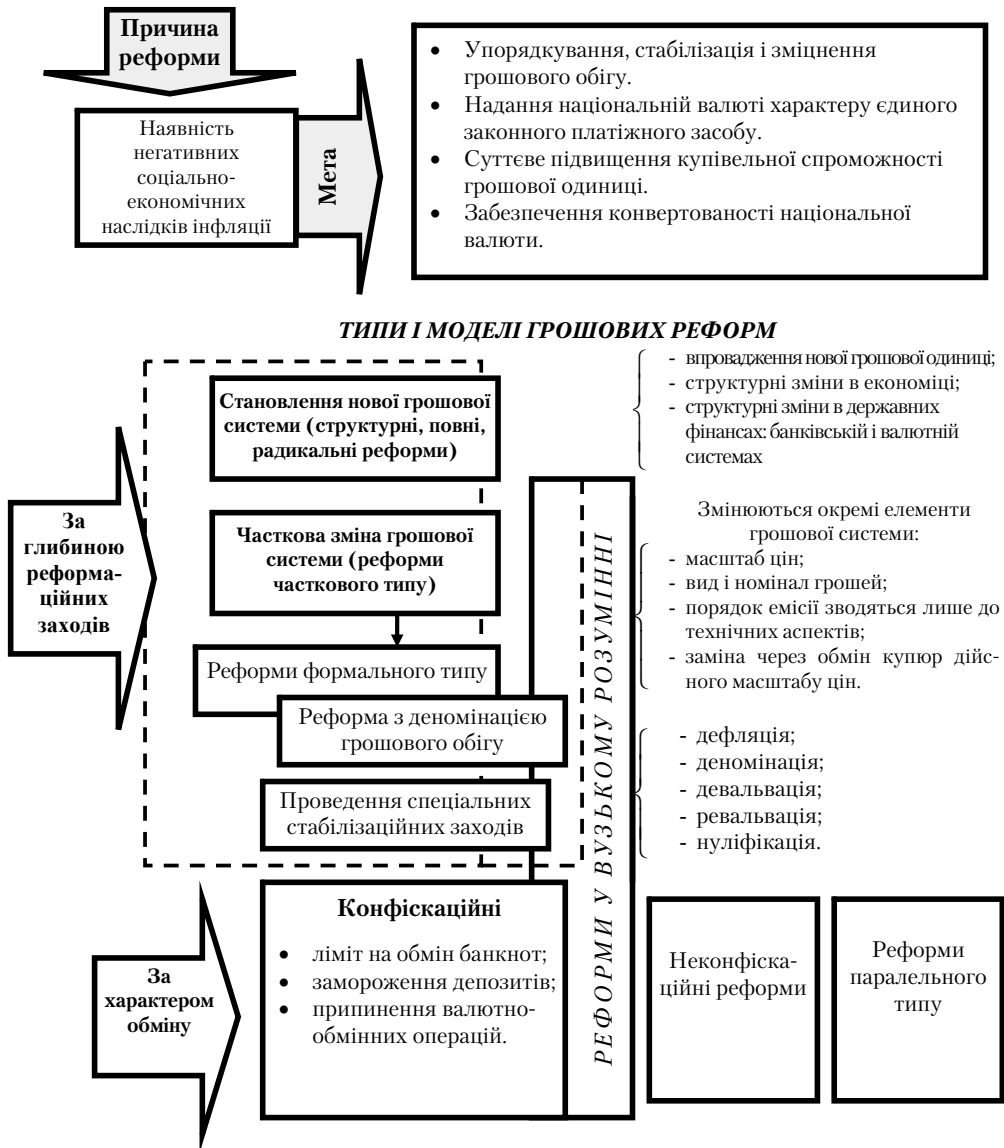 Причина
реформи
Наявність
негативних
соціально-
економічних
наслідків інфляції
Мета
• Упорядкування, стабілізація і зміцнення
грошового обігу.
• Надання національній валюті характеру єдиного
законного платіжного засобу.
• Суттєве підвищення купівельної спроможності
грошової одиниці.
• Забезпечення конвертованості національної
валюти.
ТИПИ І МОДЕЛІ ГРОШОВИХ РЕФОРМ
За
глибиною
реформа-
ційних
заходів
Становлення нової грошової
системи (структурні, повні,
радикальні реформи)
- впровадження нової грошової одиниці;
- структурні зміни в економіці;
- структурні зміни в державних
фінансах: банківській і валютній
системах
Часткова зміна грошової
системи (реформи
часткового типу)
Змінюються окремі елементи
грошової системи:
- масштаб цін;
- вид і номінал грошей;
- порядок емісії зводяться лише до
технічних аспектів;
- заміна через обмін купюр дійс-
ного масштабу цін.
Реформи формального типу
Реформа з деномінацією
грошового обігу
Проведення спеціальних
стабілізаційних заходів
- дефляція;
- деномінація;
- девальвація;
- ревальвація;
- нуліфікація.
РЕФОРМИ У ВУЗЬКОМУ РОЗУМІННІ
За
характером
обміну
Конфіскаційні
• ліміт на обмін банкнот;
• замороження депозитів;
• припинення валютно-
обмінних операцій.
Неконфіска-
ційні реформи
Реформи
паралельного
типу